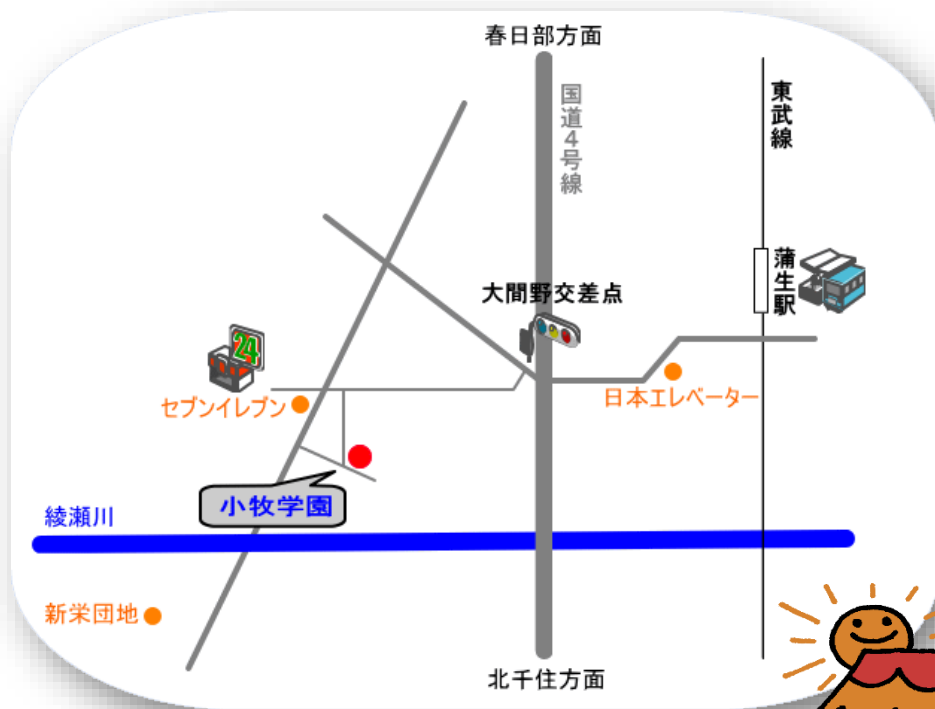 春日部方面
国道4号線
東武線
蒲生駅
大間野交差点
24
セブンイレブン
日本エレベーター
小牧学園
綾瀬川
新栄団地
北千住方面